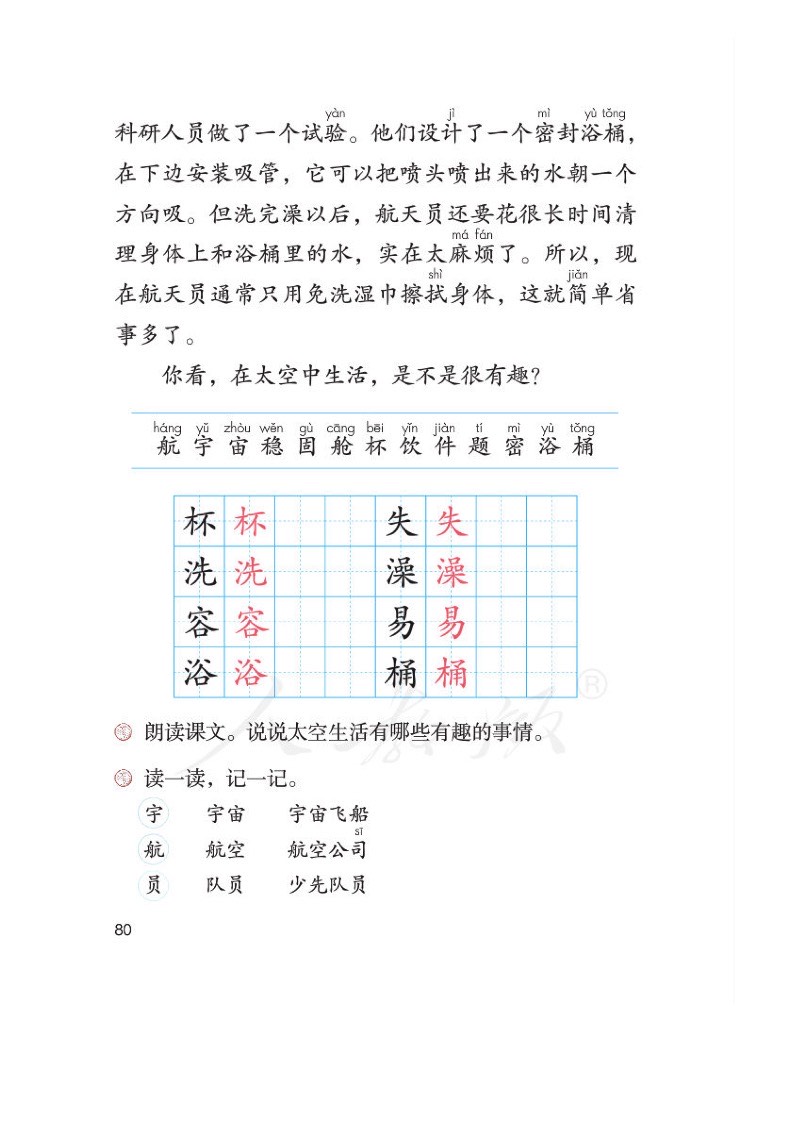 yàn jì mì yù tǒng
科研人员做了一个试验。他们设计了一个密封浴桶，
在下边安装吸管，它可以把喷头喷出来的水朝一个
方向吸。但洗完澡以后，航天员还要花很长时间清
má fán
理身体上和浴桶里的水，实在太麻烦了。所以，现
shì jiǎn
在航天员通常只用免洗湿巾擦拭身体，这就简单省
事多了。
你看，在太空中生活，是不是很有趣？
háng yǔ zhòu wěn gù cāng bēi yǐn jiàn tí mì yù tǒng
航 宇 宙 稳 固 舱 杯 饮 件 题 密 浴 桶
杯 杯 失 失
洗 洗 澡 澡
容 容 易 易
浴 浴 桶 桶
人教领®
朗读课文。说说太空生活有哪些有趣的事情。
读一读，记一记。
宇 宇宙 宇宙飞船
sī
航 航空 航空公司
员 队员 少先队员
80